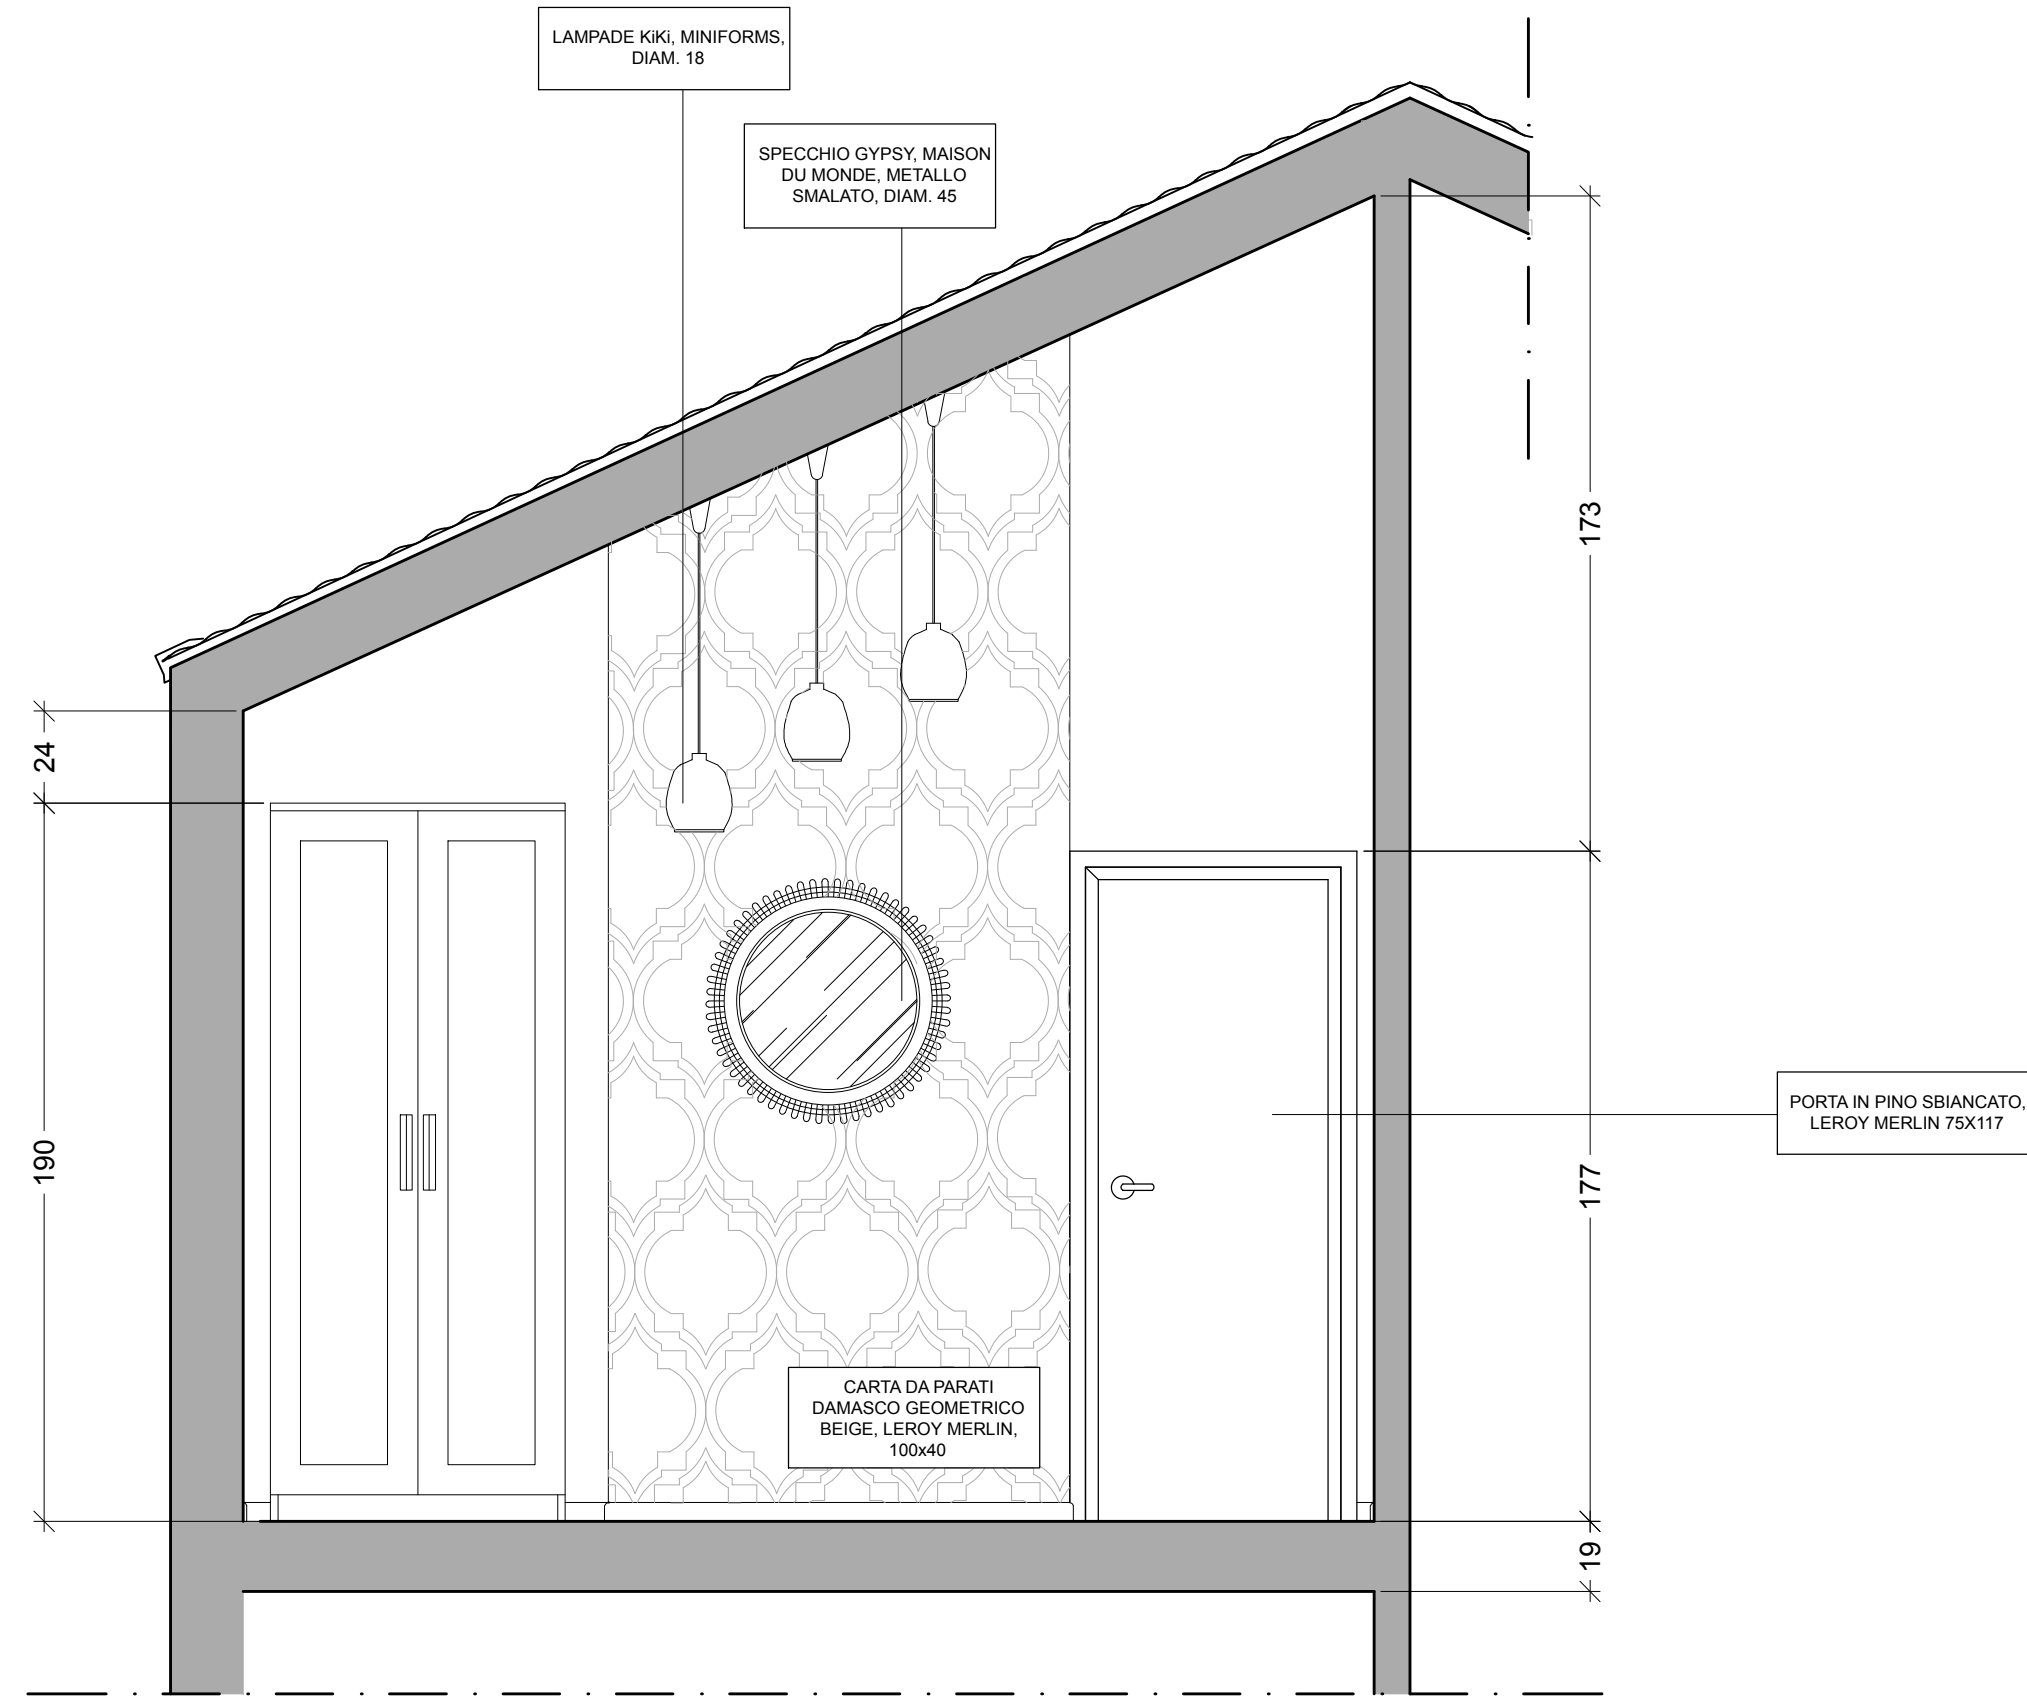 LAMPADE KiKi, MINIFORMS,
DIAM. 18
SPECCHIO GYPSY, MAISON
DU MONDE, METALLO
SMALATO, DIAM. 45
173
24
190
PORTA IN PINO SBIANCATO,
LEROY MERLIN 75X117
177
CARTA DA PARATI
DAMASCO GEOMETRICO
BEIGE, LEROY MERLIN,
100x40
19